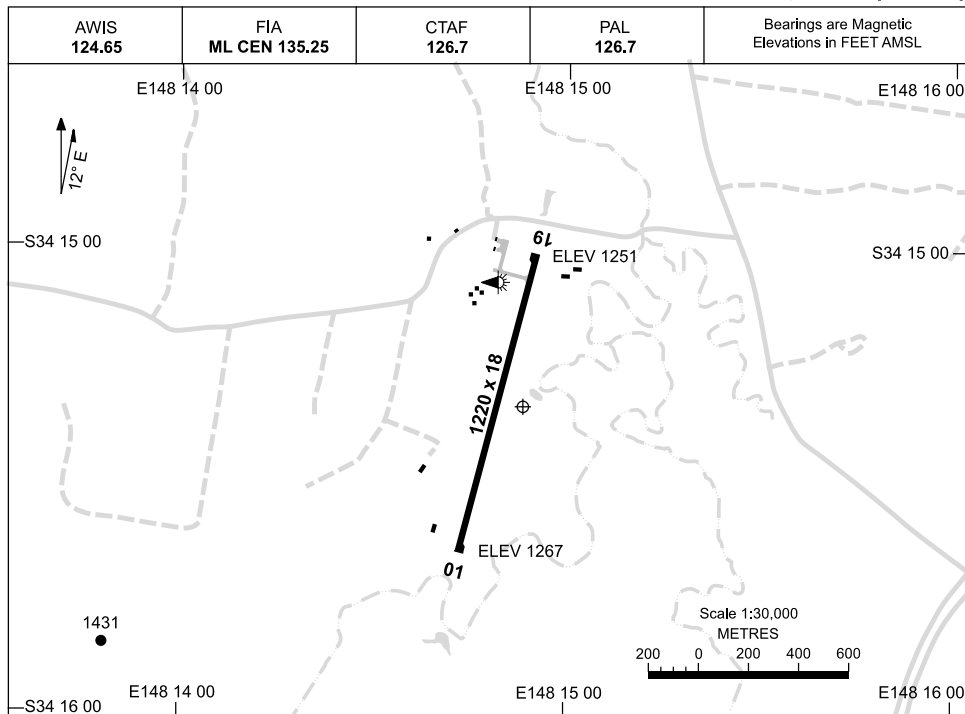 AWIS
124.65
FIA
ML CEN 135.25
CTAF
126.7
PAL
126.7
Bearings are Magnetic
Elevations in FEET AMSL
E148 14 00
E148 15 00
E148 16 00
12° E
S34 15 00
S34 15 00
19
ELEV 1251
1220 x 18
ELEV 1267
01
1431
Scale 1:30,000
METRES
200 0 200 400 600
E148 14 00
E148 15 00
E148 16 00
S34 16 00